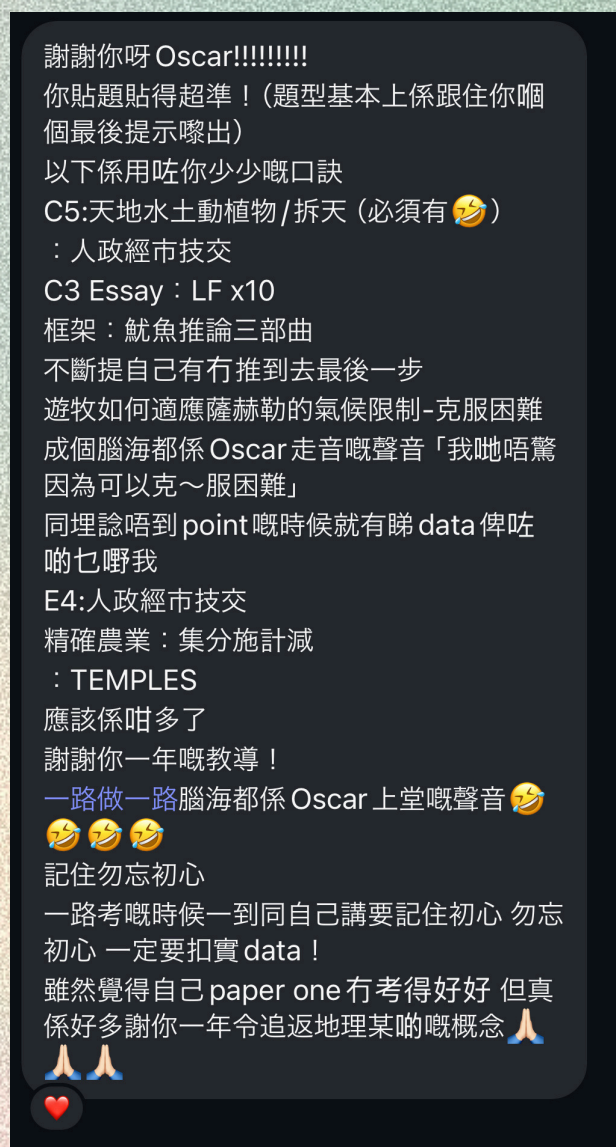 謝謝你呀Oscar!!!!!!!!!
你貼題貼得超準！（題型基本上係跟住你嗰
個最後提示嚟出）
以下係用咗你少少嘅口訣
C5:天地水土動植物/拆天（必須有🤣）
：人政經市技交
C3 Essay：LF x10
框架：魷魚推論三部曲
不斷提自己有冇推到去最後一步
遊牧如何適應薩赫勒的氣候限制-克服困難
成個腦海都係Oscar走音嘅聲音「我哋唔驚
因為可以克～服困難」
同埋諗唔到point嘅時候就有睇data俾咗
啲乜嘢我
E4:人政經市技交
精確農業：集分施計減
：TEMPLES
應該係咁多了
謝謝你一年嘅教導！
一路做一路腦海都係Oscar上堂嘅聲音🤣
🤣🤣🤣
記住勿忘初心
一路考嘅時候一到同自己講要記住初心 勿忘
初心 一定要扣實data！
雖然覺得自己paper one冇考得好好 但真
係好多謝你一年令追返地理某啲嘅概念🙏🏻
🙏🏻🙏🏻
❤️